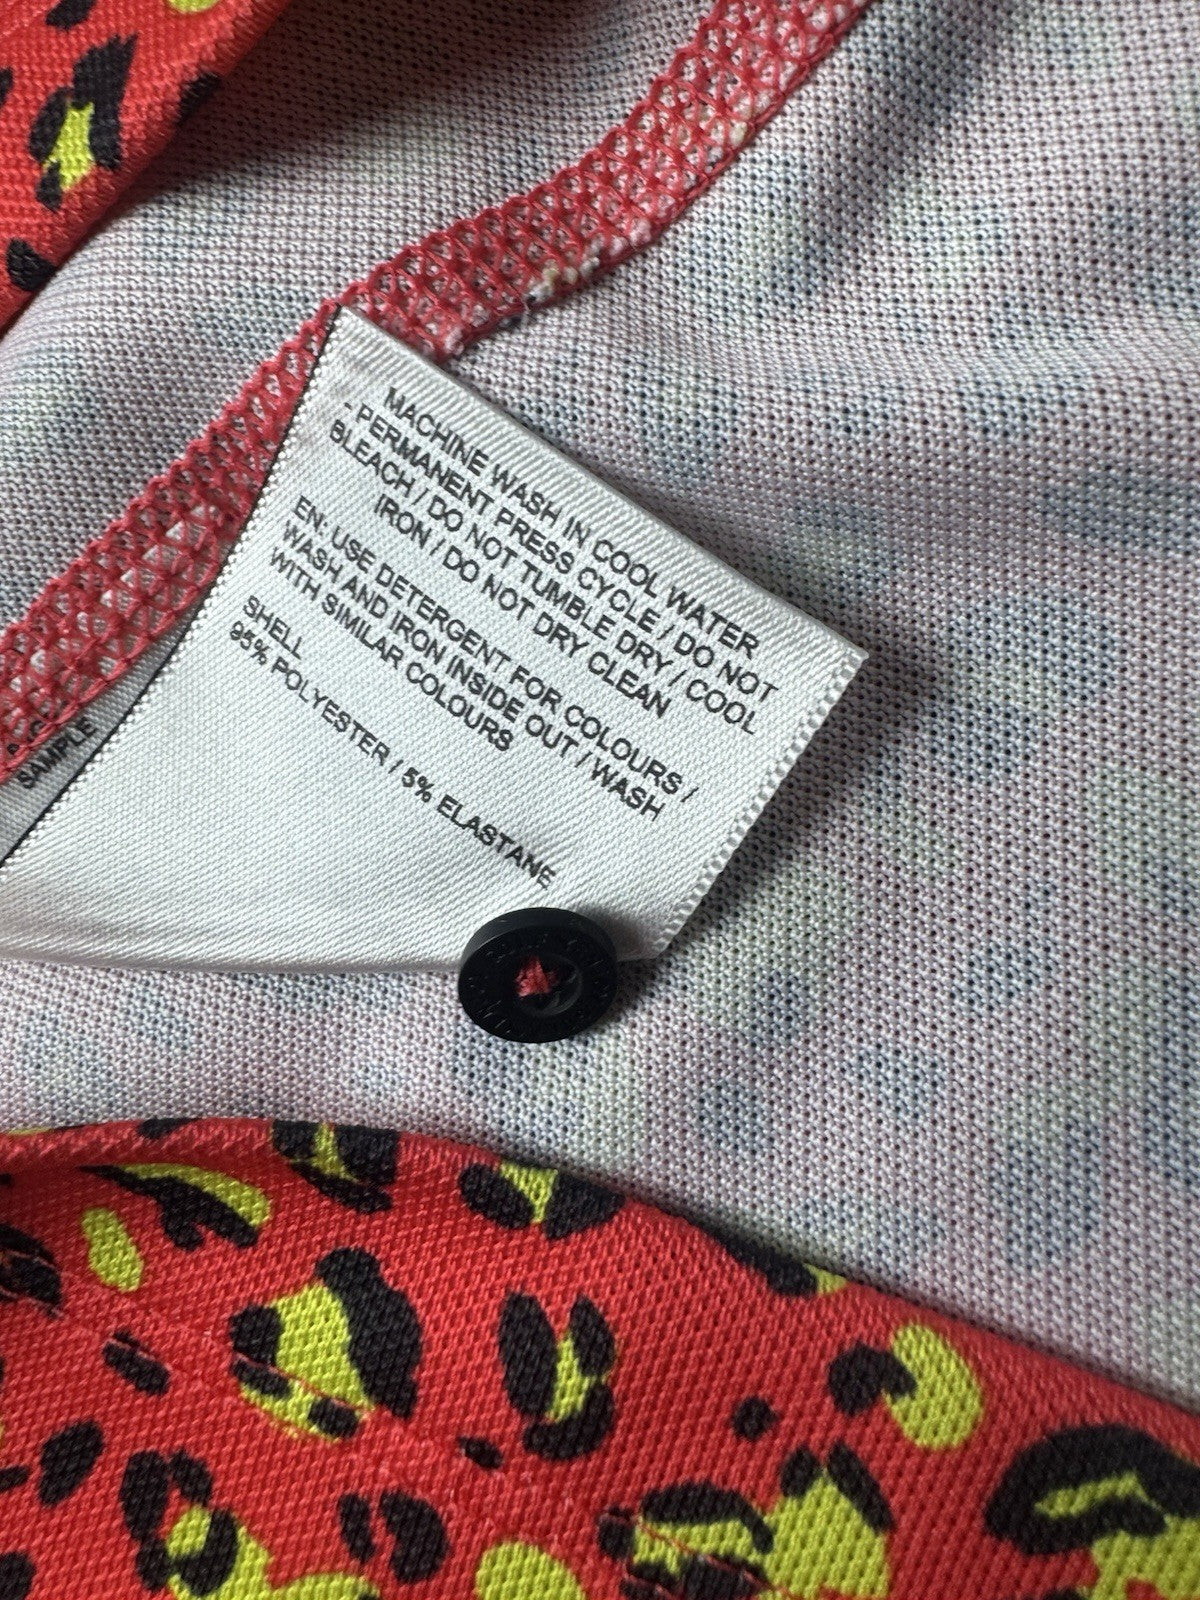 MACHINE WASH IN COOL WATER
- PERMANENT PRESS CYCLE / DO NOT
BLEACH / DO NOT TUMBLE DRY / COOL
IRON / DO NOT DRY CLEAN
EN: USE DETERGENT FOR COLOURS /
WASH AND IRON INSIDE OUT / WASH
WITH SIMILAR COLOURS
SHELL
95% POLYESTER / 5% ELASTANE
SAMPLE